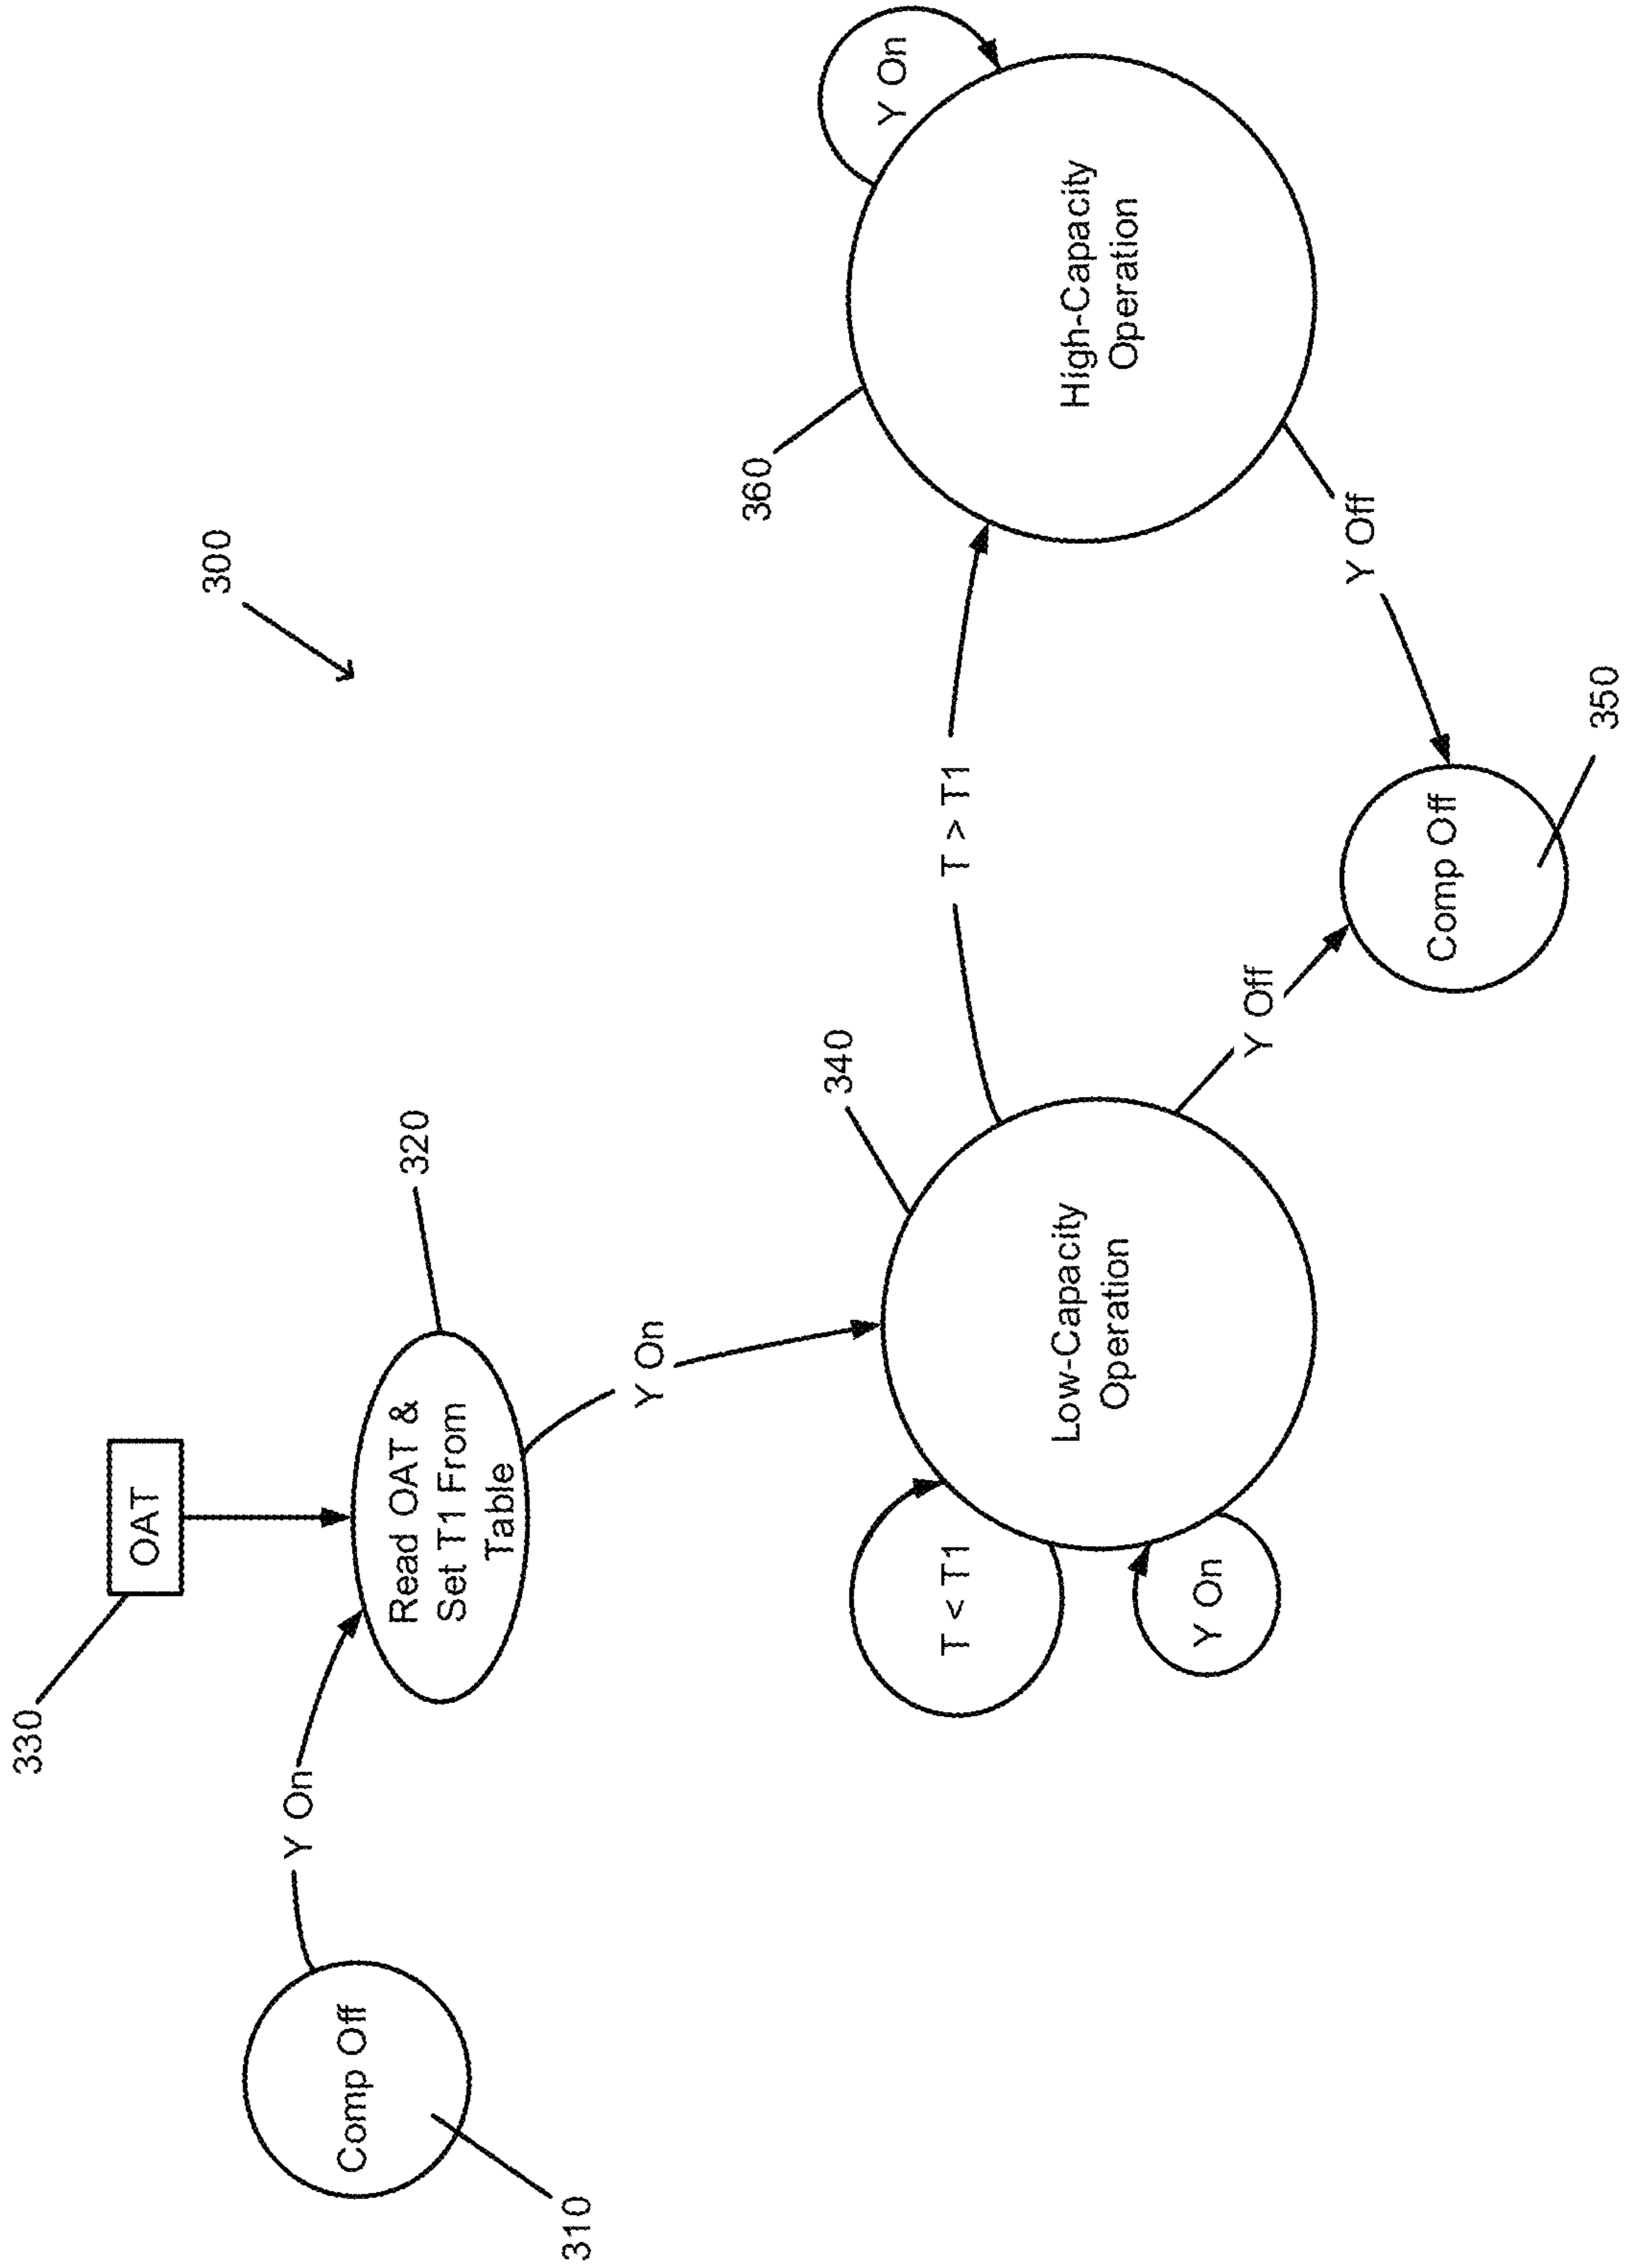 330
OAT
300
Y On
Comp Off
Read OAT &
Set T1 From
Table
320
310
Y On
360
340
Y On
T < T1
T > T1
Low-Capacity
Operation
High-Capacity
Operation
Y On
Y Off
Y Off
Comp Off
350